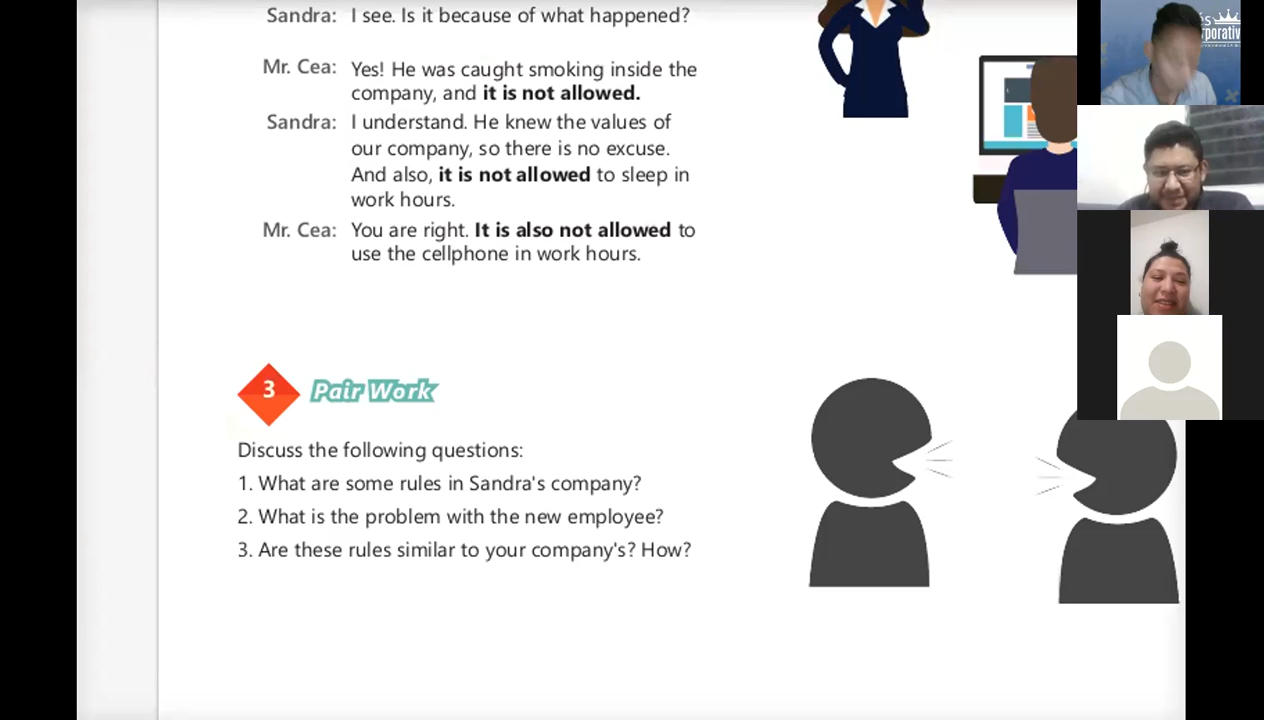 Sandra: I see. Is it because of what happened?
Mr. Cea: Yes! He was caught smoking inside the
company, and it is not allowed.
Sandra: I understand. He knew the values of
our company, so there is no excuse.
And also, it is not allowed to sleep in
work hours.
Mr. Cea: You are right. It is also not allowed to
use the cellphone in work hours.
3 Pair Work
Discuss the following questions:
1. What are some rules in Sandra's company?
2. What is the problem with the new employee?
3. Are these rules similar to your company's? How?